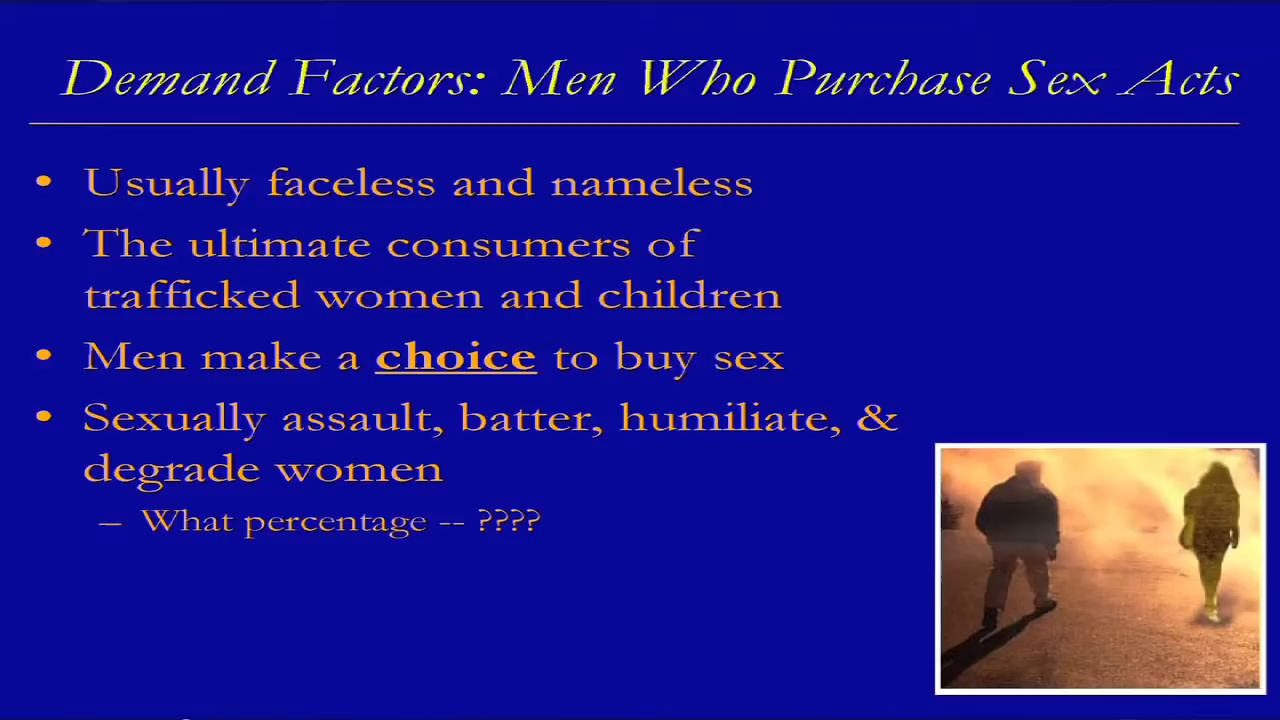 Demand Factors: Men Who Purchase Sex Acts
• Usually faceless and nameless
• The ultimate consumers of
trafficked women and children
• Men make a choice to buy sex
• Sexually assault, batter, humiliate, &
degrade women
– What percentage -- ????